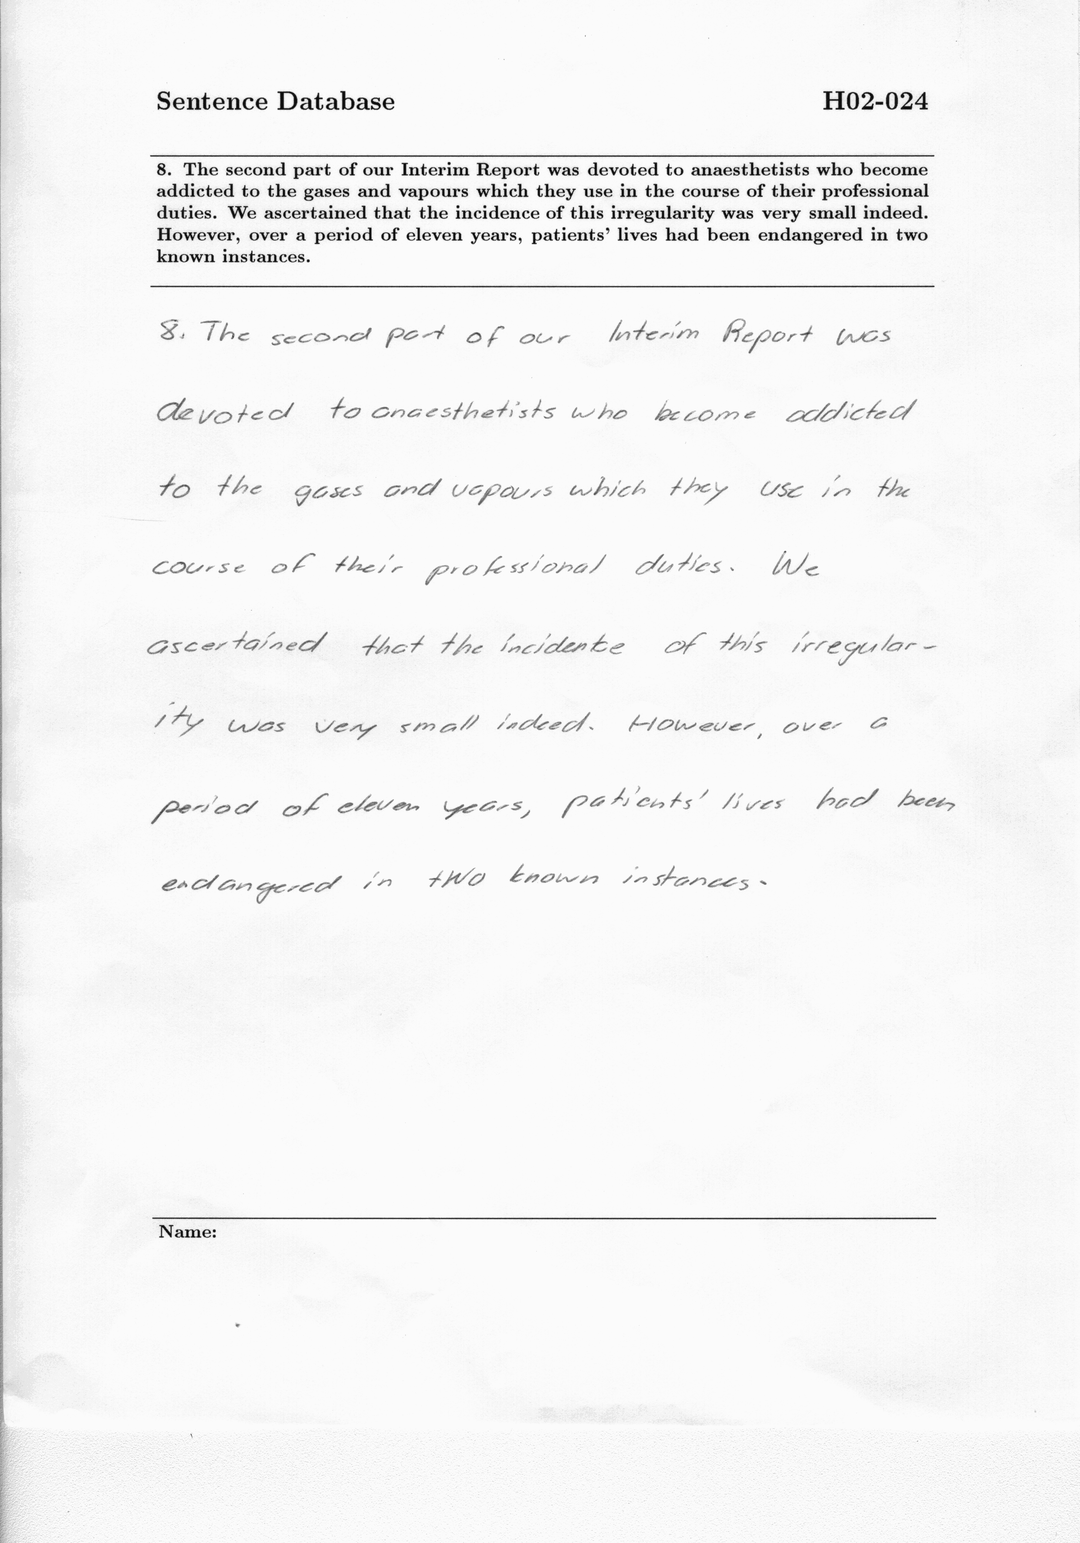 Sentence Database H02-024
8. The second part of our Interim Report was devoted to anaesthetists who become
addicted to the gases and vapours which they use in the course of their professional
duties. We ascertained that the incidence of this irregularity was very small indeed.
However, over a period of eleven years, patients' lives had been endangered in two
known instances.
8. The second part of our Interim Report was
devoted to anaesthetists who become addicted
to the gases and vapours which they use in the
course of their professional duties. We
ascertained that the incidente of this irregular-
ity was very small indeed. However, over a
period of eleven years, patients' lives had been
endangered in two known instances.
Name: